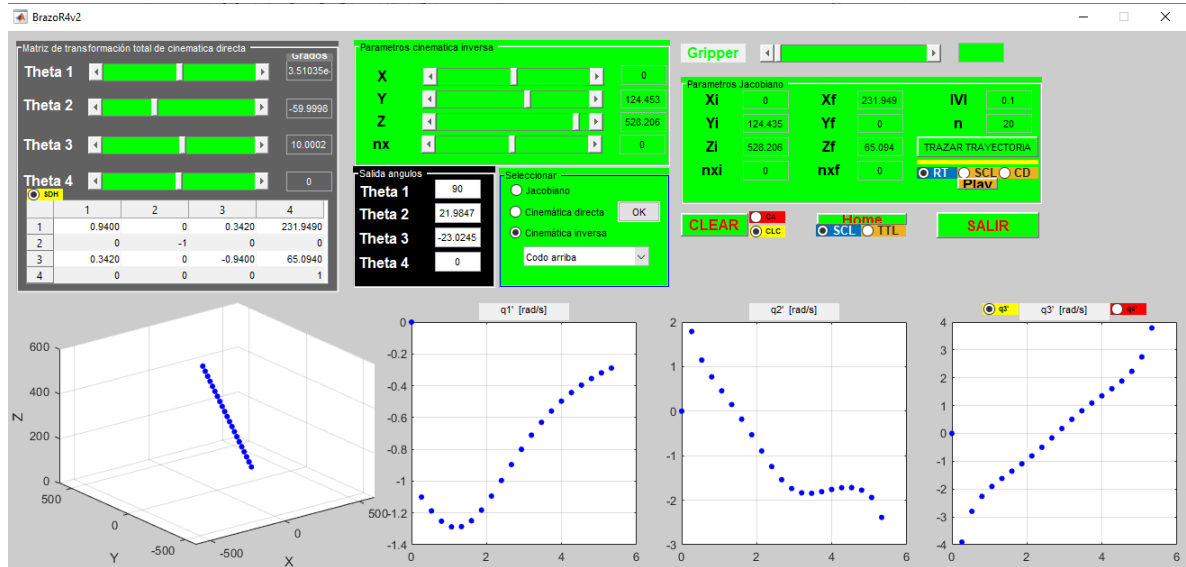 BrazoR4v2
Matriz de transformación total de cinematica directa
Grados
Theta 1 3.51035e-
Theta 2 -59.9998
Theta 3 10.0002
Theta 4 0
SDH
1 2 3 4
1 0.9400 0 0.3420 231.9490
2 0 -1 0 0
3 0.3420 0 -0.9400 65.0940
4 0 0 0 1
Parametros cinematica inversa
X 0
Y 124.453
Z 528.206
nx 0
Salida angulos
Theta 1 90
Theta 2 21.9847
Theta 3 -23.0245
Theta 4 0
Seleccionar
Jacobiano
Cinemática directa OK
Cinemática inversa
Codo arriba
Gripper
Parametros Jacobiano
Xi 0 Xf 231.949 IVI 0.1
Yi 124.435 Yf 0 n 20
Zi 528.206 Zf 65.094 TRAZAR TRAYECTORIA
nxi 0 nxf 0 RT SCL CD
Play
CLEAR CA CLC Home SCL TTL SALIR
600
400
200
0
Z
500
0
-500
Y
-500
0
500
X
q1' [rad/s]
0
-0.2
-0.4
-0.6
-0.8
-1
-1.2
-1.4
0 2 4 6
q2' [rad/s]
2
1
0
-1
-2
-3
0 2 4 6
q3' q3' [rad/s] q4'
4
3
2
1
0
-1
-2
-3
-4
0 2 4 6